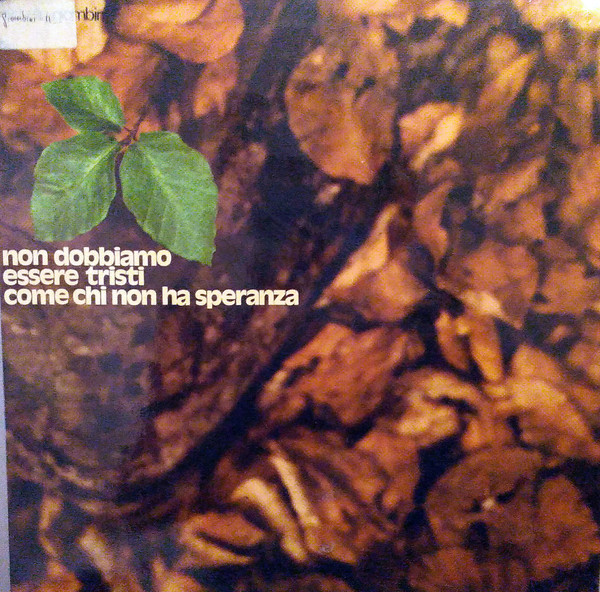 non dobbiamo
essere tristi
come chi non ha speranza